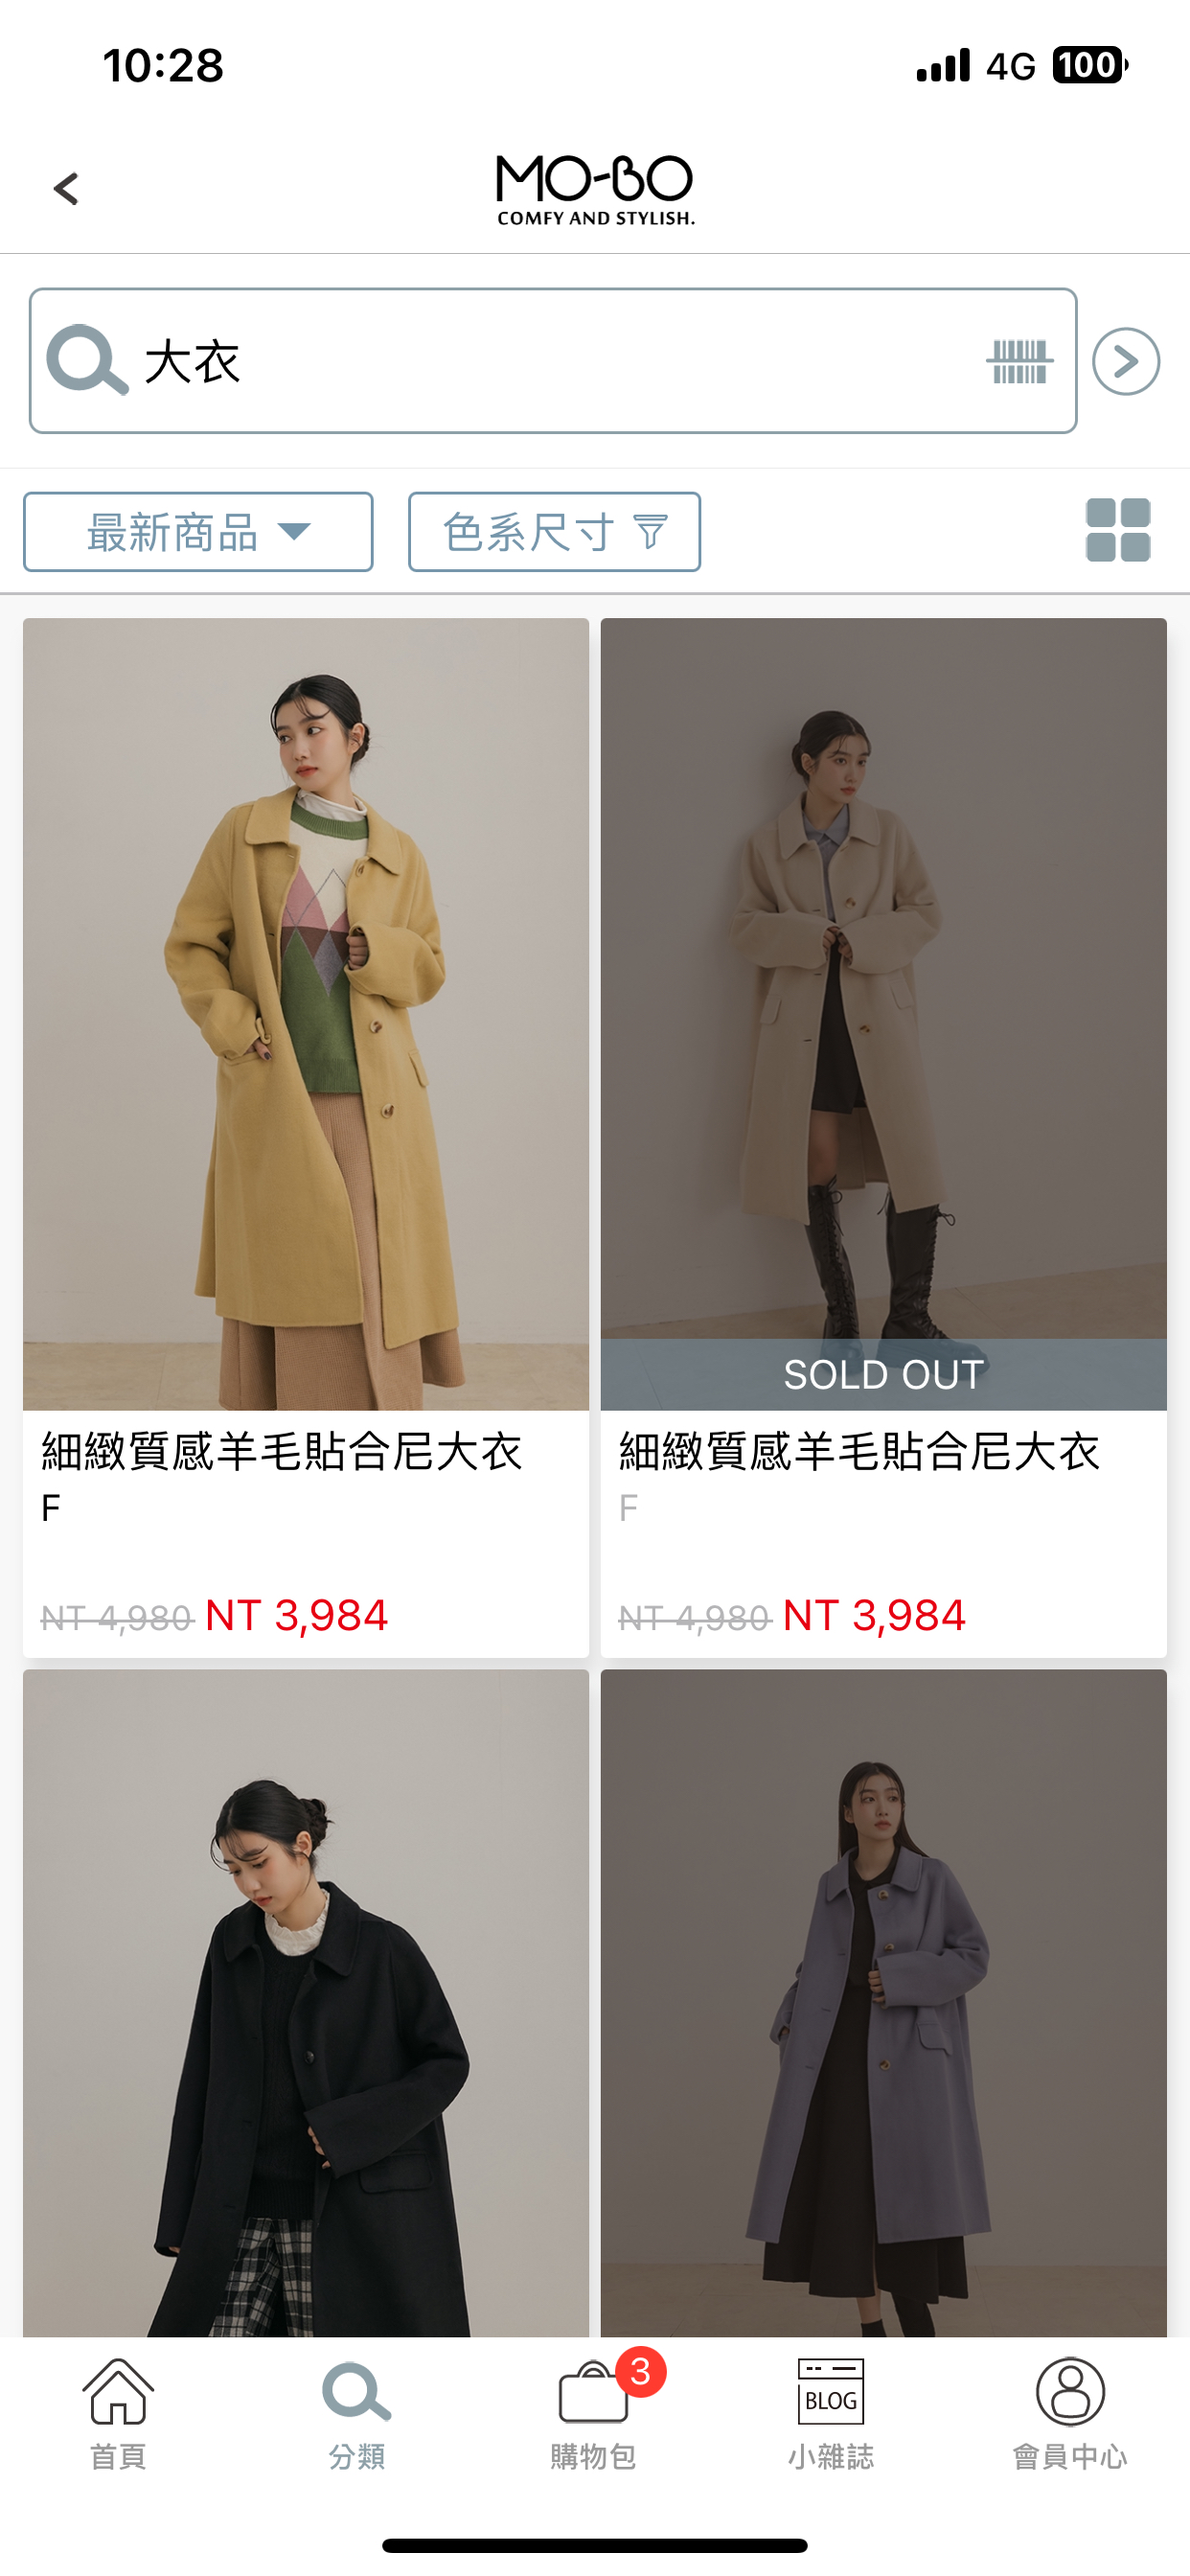 10:28
4G 100
MO-BO
COMFY AND STYLISH.
大衣
最新商品
色系尺寸
SOLD OUT
細緻質感羊毛貼合尼大衣
F
NT 4,980 NT 3,984
細緻質感羊毛貼合尼大衣
F
NT 4,980 NT 3,984
3
BLOG
首頁
分類
購物包
小雜誌
會員中心